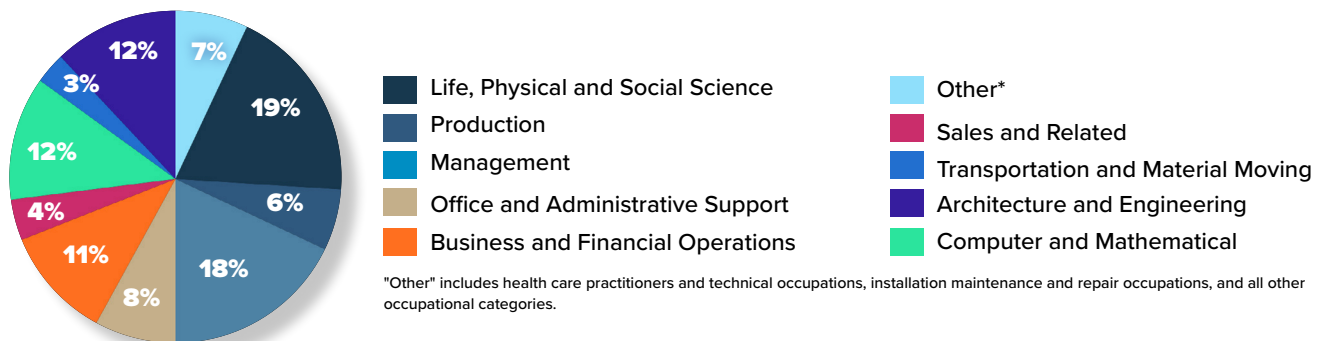 12%
7%
3%
19%
12%
6%
4%
11%
18%
8%
Life, Physical and Social Science
Production
Management
Office and Administrative Support
Business and Financial Operations
Other*
Sales and Related
Transportation and Material Moving
Architecture and Engineering
Computer and Mathematical
"Other" includes health care practitioners and technical occupations, installation maintenance and repair occupations, and all other
occupational categories.